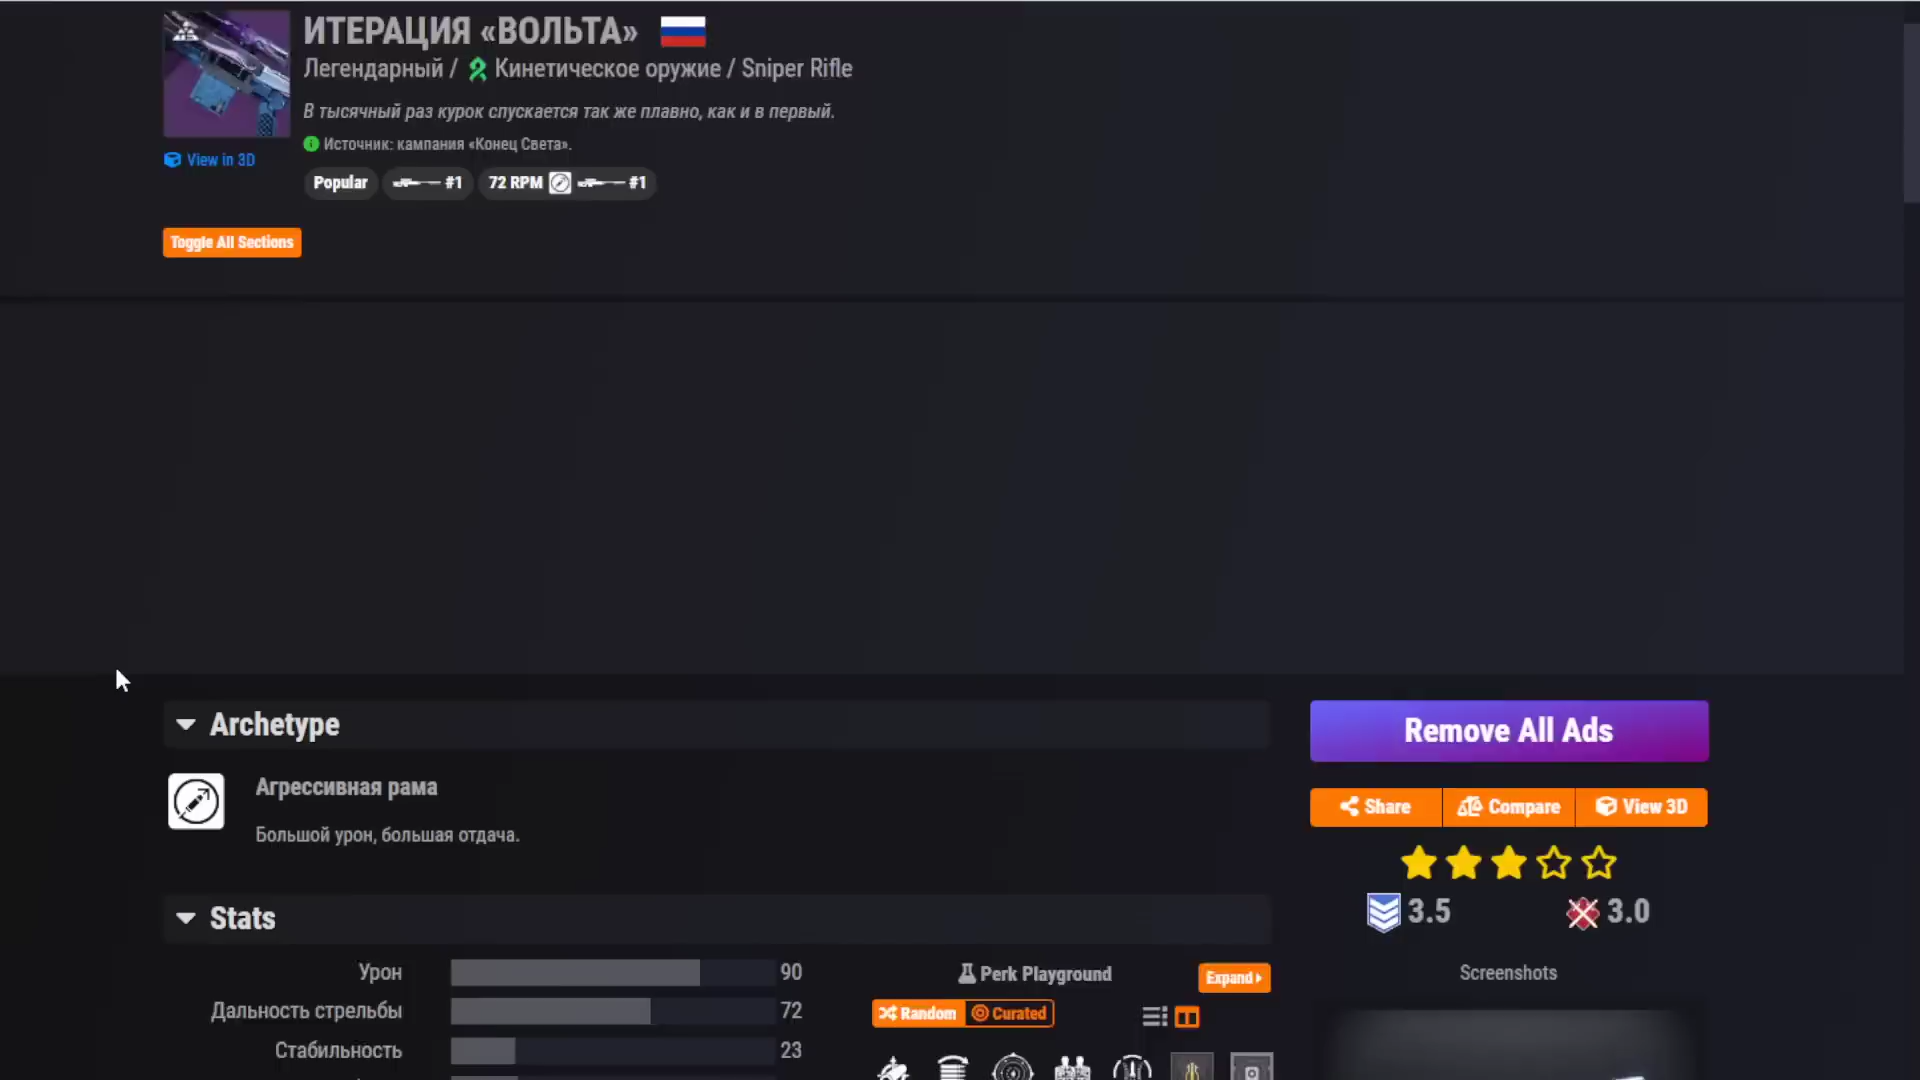 ИТЕРАЦИЯ «ВОЛЬТА»
Легендарный / Кинетическое оружие / Sniper Rifle
В тысячный раз курок спускается так же плавно, как и в первый.
Источник: кампания «Конец Света».
View in 3D
Popular #1 72 RPM #1
Toggle All Sections
Archetype
Агрессивная рама
Большой урон, большая отдача.
Remove All Ads
Share Compare View 3D
3.5 3.0
Stats
Урон 90
Дальность стрельбы 72
Стабильность 23
Perk Playground Expand
Random Curated
Screenshots